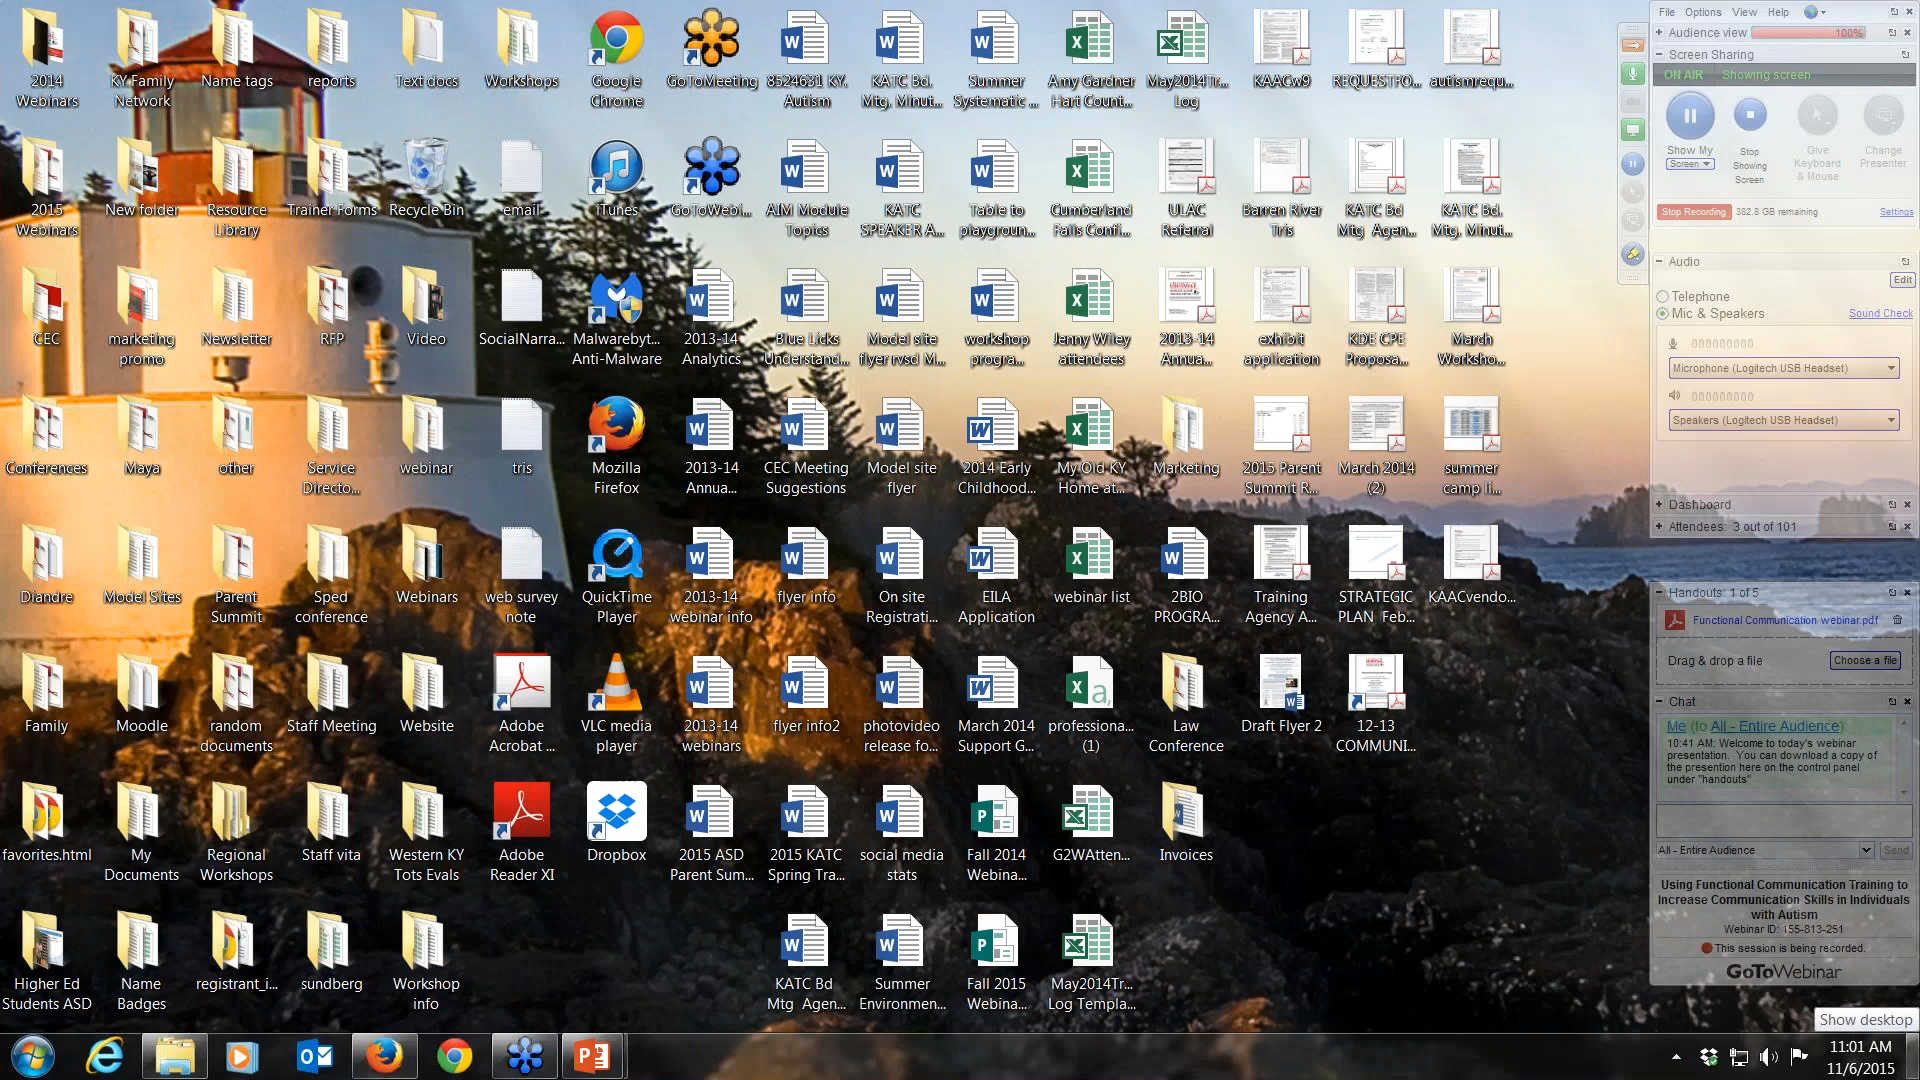 2014
Webinars
KY Family
Network
Name tags
reports
Text docs
Workshops
Google
Chrome
GoToMeeting
8524631 KY.
Autism
KATC Bd.
Mtg, Minut...
Summer
Systematic ...
Amy Gardner
Hart Count...
May2014Tr...
Log
KAACw9
REQUESTFO...
autismrequ...
2015
Webinars
New folder
Resource
Library
Trainer Forms
Recycle Bin
email
iTunes
GoToWebi...
AIM Module
Topics
KATC
SPEAKER A...
Table to
playgroun...
Cumberland
Falls Confi...
ULAC
Referral
Barren River
Tris
KATC Bd
Mtg Agen...
KATC Bd.
Mtg. Minut...
CEC
marketing
promo
Newsletter
RFP
Video
SocialNarra...
Malwarebyt...
Anti-Malware
2013-14
Analytics
Blue Licks
Understand...
Model site
flyer rvsd M...
workshop
progra...
Jenny Wiley
attendees
2013-14
Annua...
exhibit
application
KDE CPE
Proposa...
March
Worksho...
Conferences
Maya
other
Service
Directo...
webinar
tris
Mozilla
Firefox
2013-14
Annua...
CEC Meeting
Suggestions
Model site
flyer
2014 Early
Childhood...
My Old KY
Home at...
Marketing
2015 Parent
Summit R...
March 2014
(2)
summer
camp li...
Diandre
Model Sites
Parent
Summit
Sped
conference
Webinars
web survey
note
QuickTime
Player
2013-14
webinar info
flyer info
On site
Registrati...
EILA
Application
webinar list
2BIO
PROGRA...
Training
Agency A...
STRATEGIC
PLAN Feb...
KAACvendo...
Family
Moodle
random
documents
Staff Meeting
Website
Adobe
Acrobat ...
VLC media
player
2013-14
webinars
flyer info2
photovideo
release fo...
March 2014
Support G...
professiona...
(1)
Law
Conference
Draft Flyer 2
12-13
COMMUNI...
favorites.html
My
Documents
Regional
Workshops
Staff vita
Western KY
Tots Evals
Adobe
Reader XI
Dropbox
2015 ASD
Parent Sum...
2015 KATC
Spring Tra...
social media
stats
Fall 2014
Webina...
G2WAtten...
Invoices
Higher Ed
Students ASD
Name
Badges
registrant_i...
sundberg
Workshop
info
KATC Bd
Mtg Agen...
Summer
Environmen...
Fall 2015
Webina...
May2014Tr...
Log Templa...
File Options View Help
Audience view 100%
Screen Sharing
ON AIR Showing screen
Show My
Screen
Stop
Showing
Screen
Give
Keyboard
& Mouse
Change
Presenter
Stop Recording 382.8 GB remaining Settings
Audio
Edit
Telephone
Mic & Speakers Sound Check
Microphone (Logitech USB Headset)
Speakers (Logitech USB Headset)
Dashboard
Attendees: 3 out of 101
Handouts: 1 of 5
Functional Communication webinar.pdf
Drag & drop a file Choose a file
Chat
Me (to All - Entire Audience)
10:41 AM: Welcome to today's webinar
presentation. You can download a copy of
the presention here on the control panel
under "handouts"
All - Entire Audience Send
Using Functional Communication Training to
Increase Communication Skills in Individuals
with Autism
Webinar ID: 155-813-251
This session is being recorded.
GoToWebinar
Show desktop
11:01 AM
11/6/2015